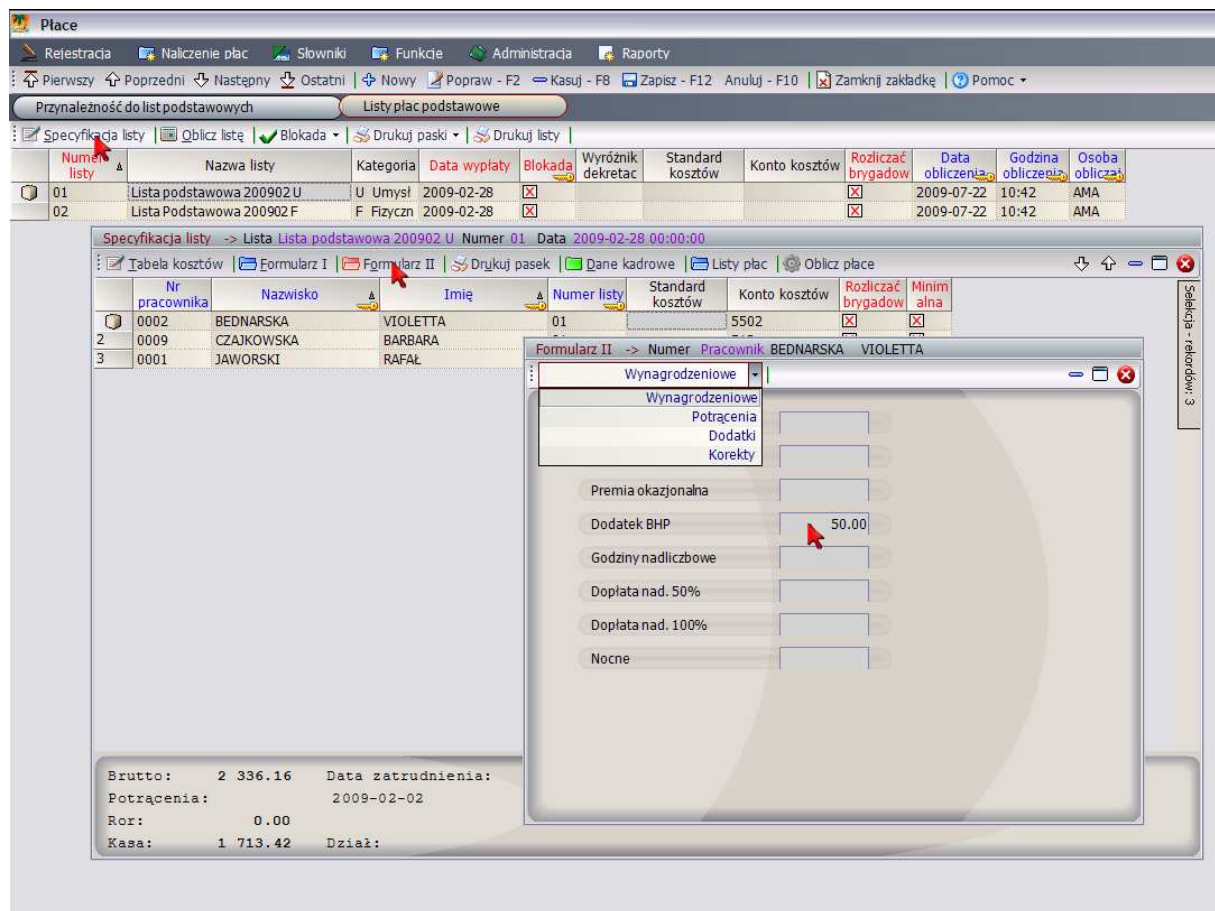 Płace
Rejestracja Naliczenie płac Słowniki Funkcje Administracja Raporty
Pierwszy Poprzedni Następny Ostatni Nowy Popraw - F2 Kasuj - F8 Zapisz - F12 Anuluj - F10 Zamknij zakładkę Pomoc
Przynależność do list podstawowych Listy płac podstawowe
Specyfikacja listy Oblicz listę Blokada Drukuj paski Drukuj listy
Numer listy Nazwa listy Kategoria Data wypłaty Blokada Wyróżnik dekretac Standard kosztów Konto kosztów Rozliczać brygadow Data obliczenia Godzina obliczenia Osoba obliczaj
01 Lista podstawowa 200902 U U Umysł 2009-02-28 2009-07-22 10:42 AMA
02 Lista Podstawowa 200902 F F Fizyczn 2009-02-28 2009-07-22 10:42 AMA
Specyfikacja listy -> Lista Lista podstawowa 200902 U Numer 01 Data 2009-02-28 00:00:00
Tabela kosztów Formularz I Formularz II Drukuj pasek Dane kadrowe Listy płac Oblicz płace
Nr pracownika Nazwisko Imię Numer listy Standard kosztów Konto kosztów Rozliczać brygadow Minim alna
0002 BEDNARSKA VIOLETTA 01 5502
2 0009 CZAJKOWSKA BARBARA
3 0001 JAWORSKI RAFAŁ
Selekcja - rekordów: 3
Formularz II -> Numer Pracownik BEDNARSKA VIOLETTA
Wynagrodzeniowe
Wynagrodzeniowe
Potrącenia
Dodatki
Korekty
Premia okazjonalna
Dodatek BHP 50.00
Godziny nadliczbowe
Dopłata nad. 50%
Dopłata nad. 100%
Nocne
Brutto: 2 336.16 Data zatrudnienia:
Potrącenia: 2009-02-02
Ror: 0.00
Kasa: 1 713.42 Dział: